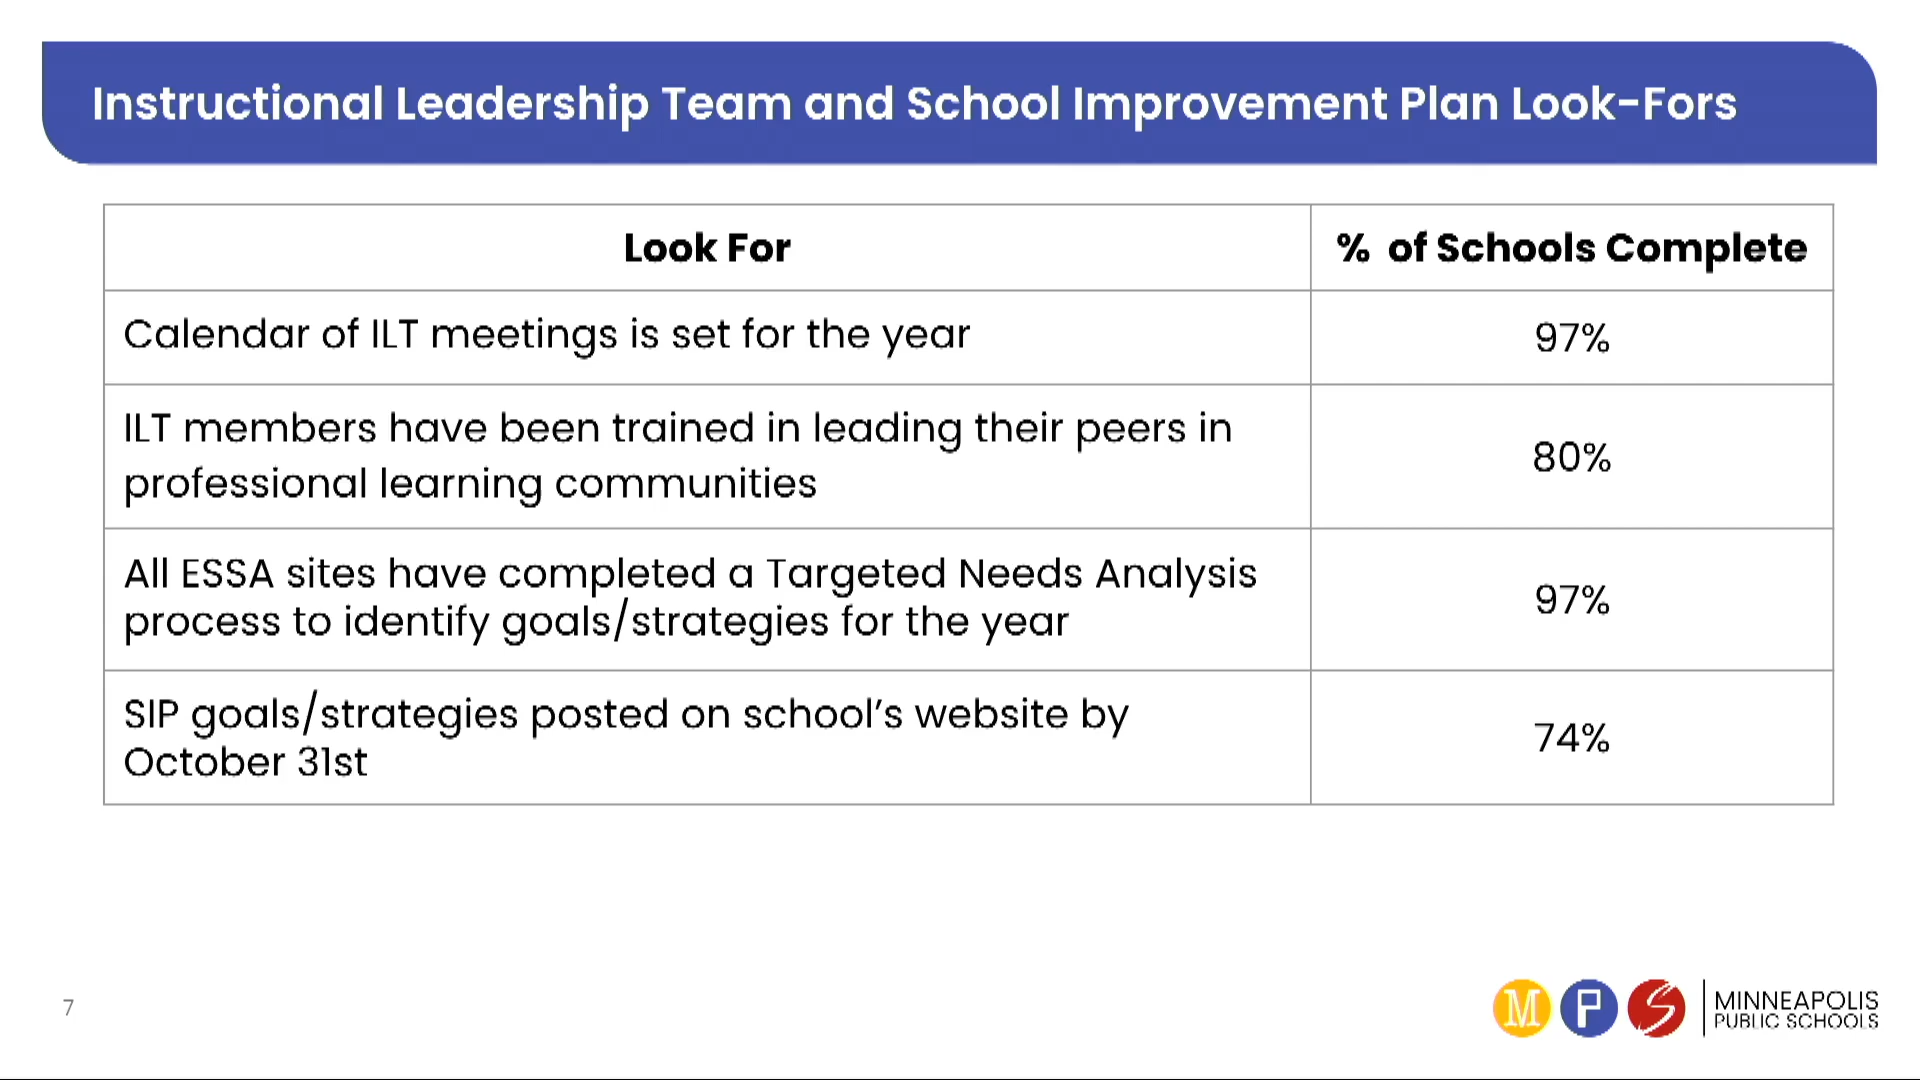 Instructional Leadership Team and School Improvement Plan Look-Fors
Look For
% of Schools Complete
Calendar of ILT meetings is set for the year
97%
ILT members have been trained in leading their peers in
professional learning communities
80%
All ESSA sites have completed a Targeted Needs Analysis
process to identify goals/strategies for the year
97%
SIP goals/strategies posted on school’s website by
October 31st
74%
7
M P S
MINNEAPOLIS
PUBLIC SCHOOLS